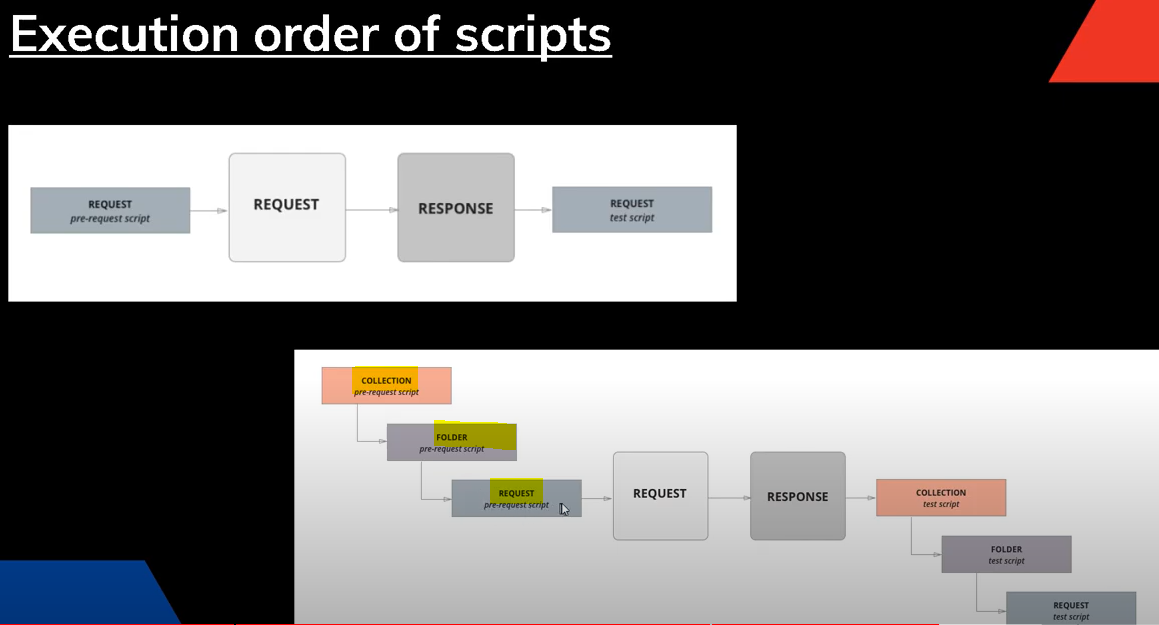 Execution order of scripts
REQUEST
pre-request script
REQUEST
RESPONSE
REQUEST
test script
COLLECTION
pre-request script
FOLDER
pre-request script
REQUEST
pre-request script
REQUEST
RESPONSE
COLLECTION
test script
FOLDER
test script
REQUEST
test script